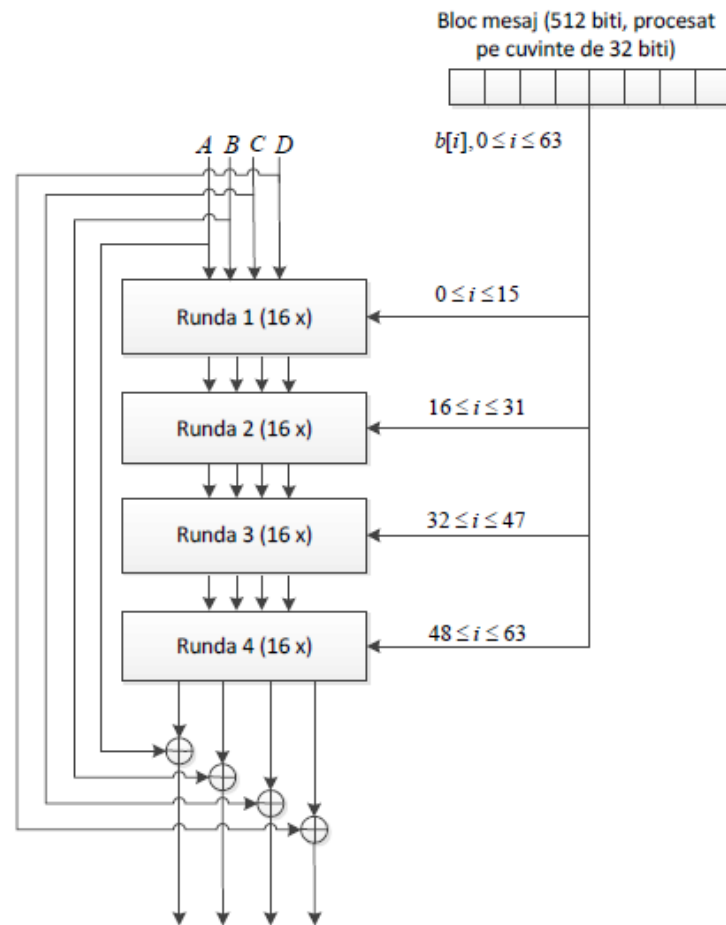 Bloc mesaj (512 biti, procesat
pe cuvinte de 32 biti)
b[i], 0 ≤ i ≤ 63
A B C D
0 ≤ i ≤ 15
Runda 1 (16 x)
16 ≤ i ≤ 31
Runda 2 (16 x)
32 ≤ i ≤ 47
Runda 3 (16 x)
48 ≤ i ≤ 63
Runda 4 (16 x)